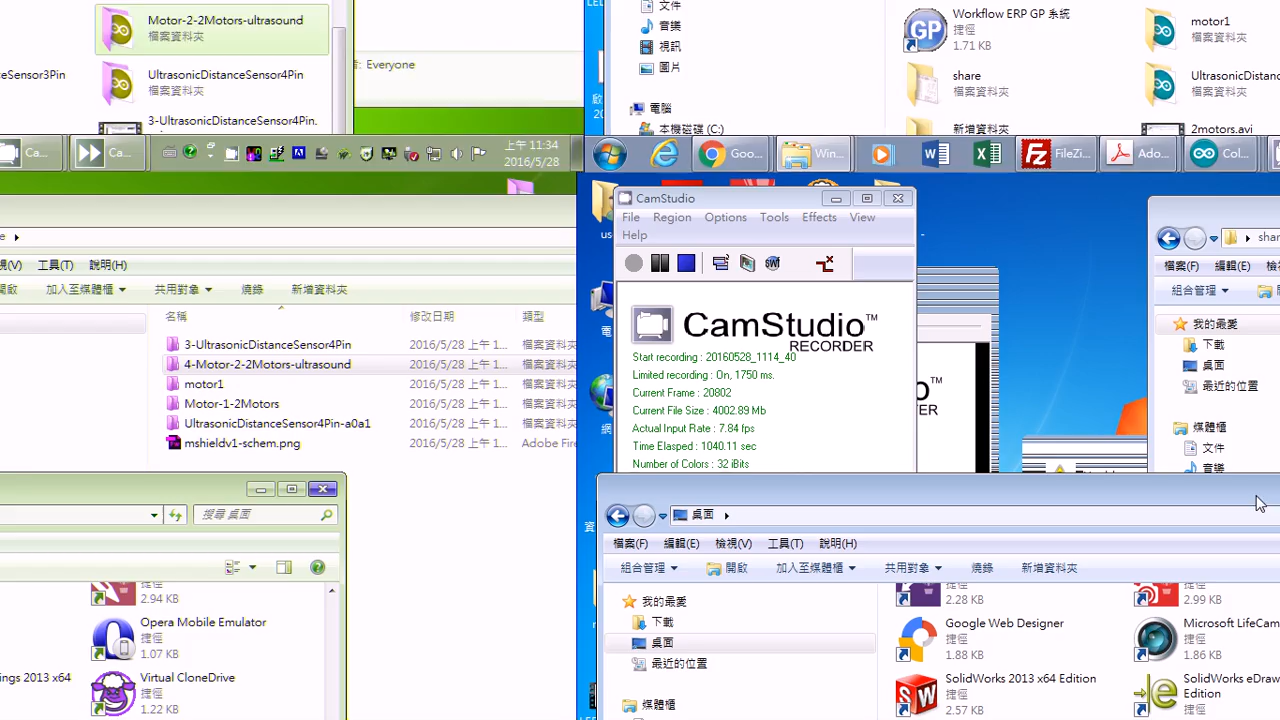 Motor-2-2Motors-ultrasound
檔案資料夾
eSensor3Pin
UltrasonicDistanceSensor4Pin
檔案資料夾
3-UltrasonicDistanceSensor4Pin.
: Everyone
文件
音樂
視訊
圖片
電腦
本機磁碟 (C:)
Workflow ERP GP 系統
捷徑
1.71 KB
share
檔案資料夾
新增資料夾
motor1
檔案資料夾
UltrasonicDista
檔案資料夾
2motors.avi
Ca...
Ca...
上午 11:34
2016/5/28
Goo...
Win...
FileZi...
Ado...
Col...
CamStudio
File Region Options Tools Effects View
Help
CamStudio™
RECORDER
Start recording : 20160528_1114_40
Limited recording : On, 1750 ms.
Current Frame : 20802
Current File Size : 4002.89 Mb
Actual Input Rate : 7.84 fps
Time Elasped : 1040.11 sec
Number of Colors : 32 iBits
視(V) 工具(T) 說明(H)
開啟 加入至媒體櫃 共用對象 燒錄 新增資料夾
名稱 修改日期 類型
3-UltrasonicDistanceSensor4Pin 2016/5/28 上午 1... 檔案資料夾
4-Motor-2-2Motors-ultrasound 2016/5/28 上午 1... 檔案資料夾
motor1 2016/5/28 上午 1... 檔案資料夾
Motor-1-2Motors 2016/5/28 上午 1... 檔案資料夾
UltrasonicDistanceSensor4Pin-a0a1 2016/5/28 上午 1... 檔案資料夾
mshieldv1-schem.png 2016/5/28 上午 1... Adobe Fire
shar
檔案(F) 編輯(E) 檢視
組合管理
我的最愛
下載
桌面
最近的位置
媒體櫃
文件
音樂
搜尋 桌面
捷徑
2.94 KB
Opera Mobile Emulator
捷徑
1.07 KB
ings 2013 x64
Virtual CloneDrive
捷徑
1.22 KB
桌面
檔案(F) 編輯(E) 檢視(V) 工具(T) 說明(H)
組合管理 開啟 加入至媒體櫃 共用對象 燒錄 新增資料夾
我的最愛
下載
桌面
最近的位置
媒體櫃
捷徑
2.28 KB
捷徑
2.99 KB
Google Web Designer
捷徑
1.88 KB
Microsoft LifeCam
捷徑
1.86 KB
SolidWorks 2013 x64 Edition
捷徑
2.57 KB
SolidWorks eDraw
Edition
捷徑